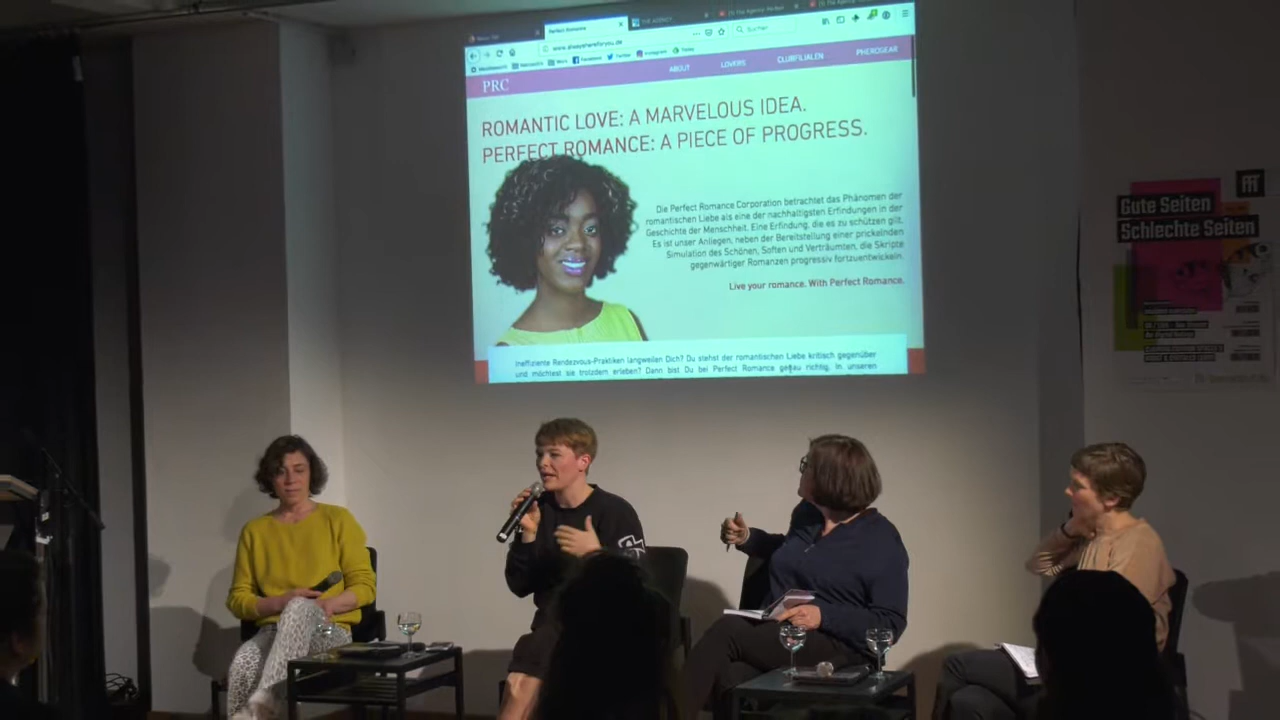 Perfect Romance
THE AGENCY
www.alwaysthereforyou.de
Facebook Twitter Instagram
PRC
ABOUT LOVERS CLUBFILIALEN PHEROGEAR
ROMANTIC LOVE: A MARVELOUS IDEA.
PERFECT ROMANCE: A PIECE OF PROGRESS.
Die Perfect Romance Corporation betrachtet das Phänomen der
romantischen Liebe als eine der nachhaltigsten Erfindungen in der
Geschichte der Menschheit. Eine Erfindung, die es zu schützen gilt.
Es ist unser Anliegen, neben der Bereitstellung einer prickelnden
Simulation des Schönen, Soften und Verträumten, die Skripte
gegenwärtiger Romanzen progressiv fortzuentwickeln.
Live your romance. With Perfect Romance.
Ineffiziente Rendezvous-Praktiken langweilen Dich? Du stehst der romantischen Liebe kritisch gegenüber
und möchtest sie trotzdem erleben? Dann bist Du bei Perfect Romance genau richtig. In unseren
Gute Seiten
Schlechte Seiten